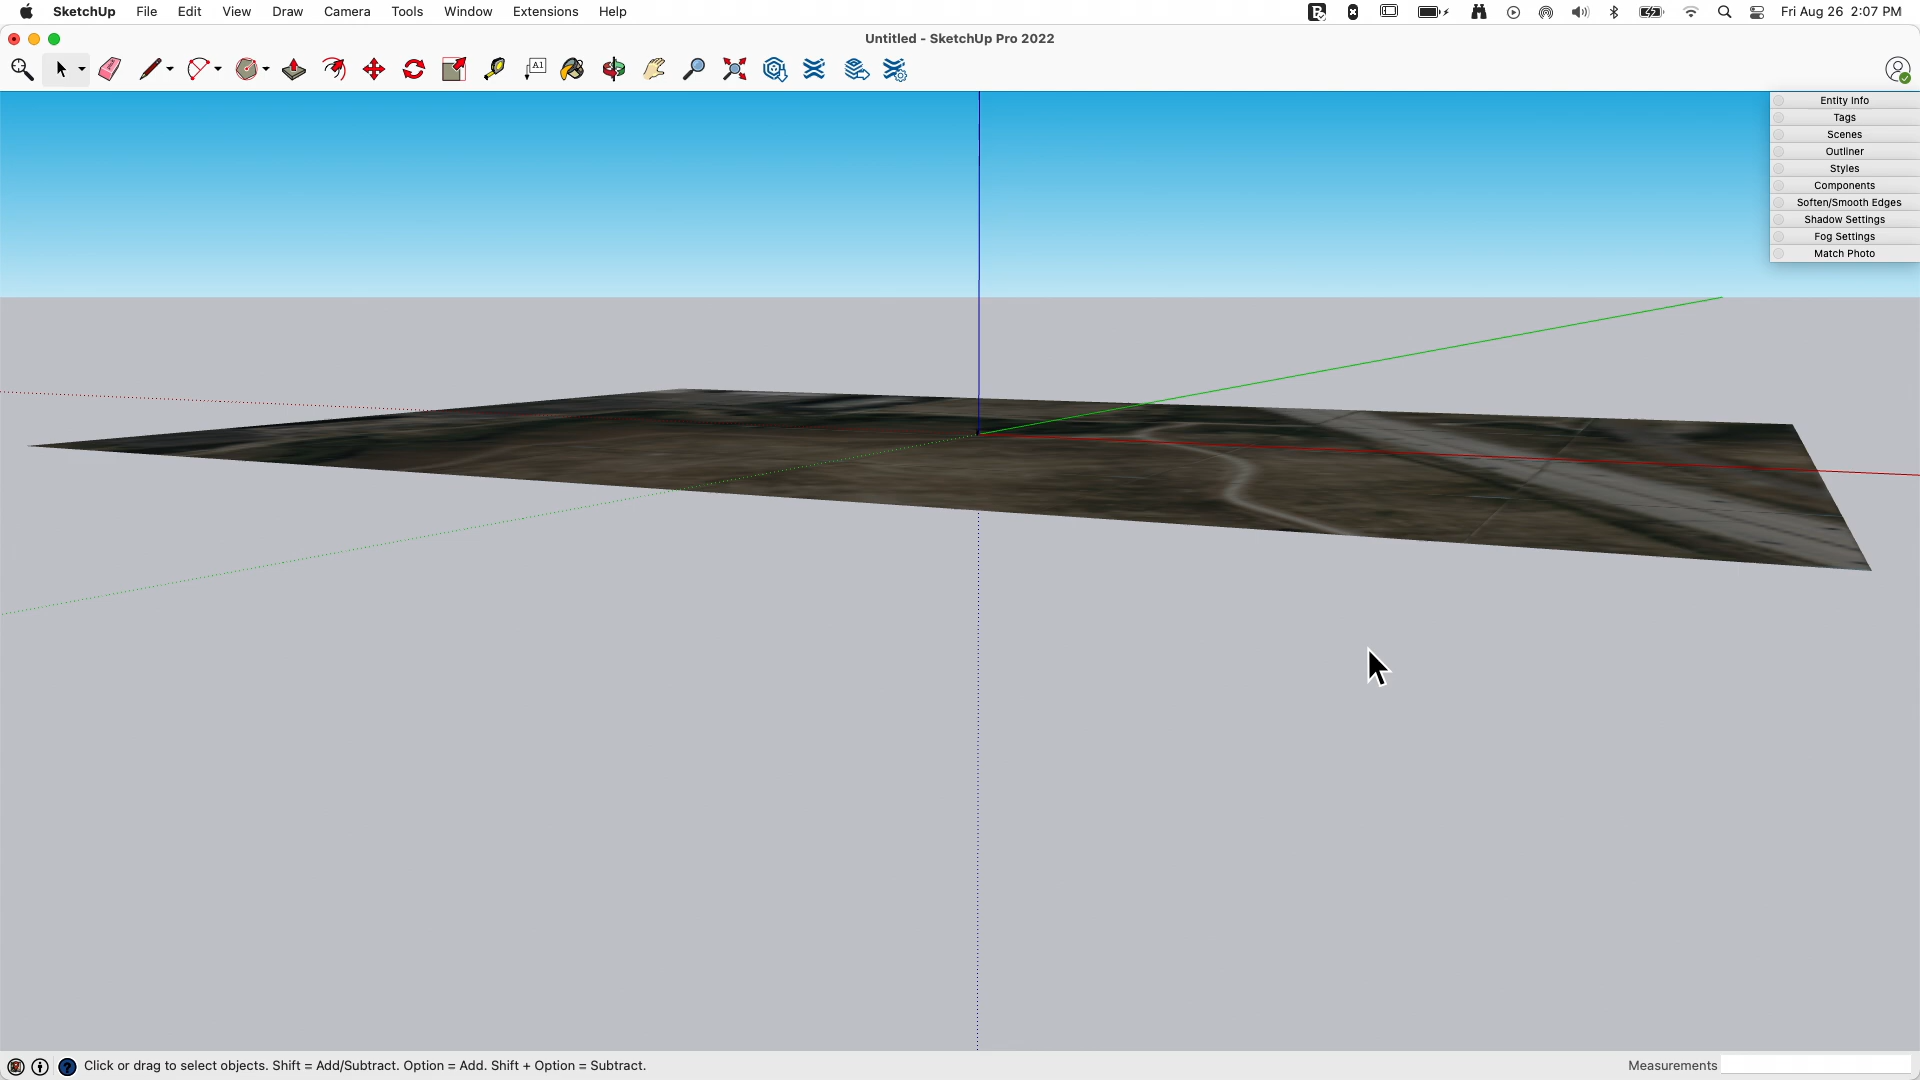 SketchUp File Edit View Draw Camera Tools Window Extensions Help Fri Aug 26 2:07 PM
Untitled - SketchUp Pro 2022
A1
Entity Info
Tags
Scenes
Outliner
Styles
Components
Soften/Smooth Edges
Shadow Settings
Fog Settings
Match Photo
Click or drag to select objects. Shift = Add/Subtract. Option = Add. Shift + Option = Subtract. Measurements